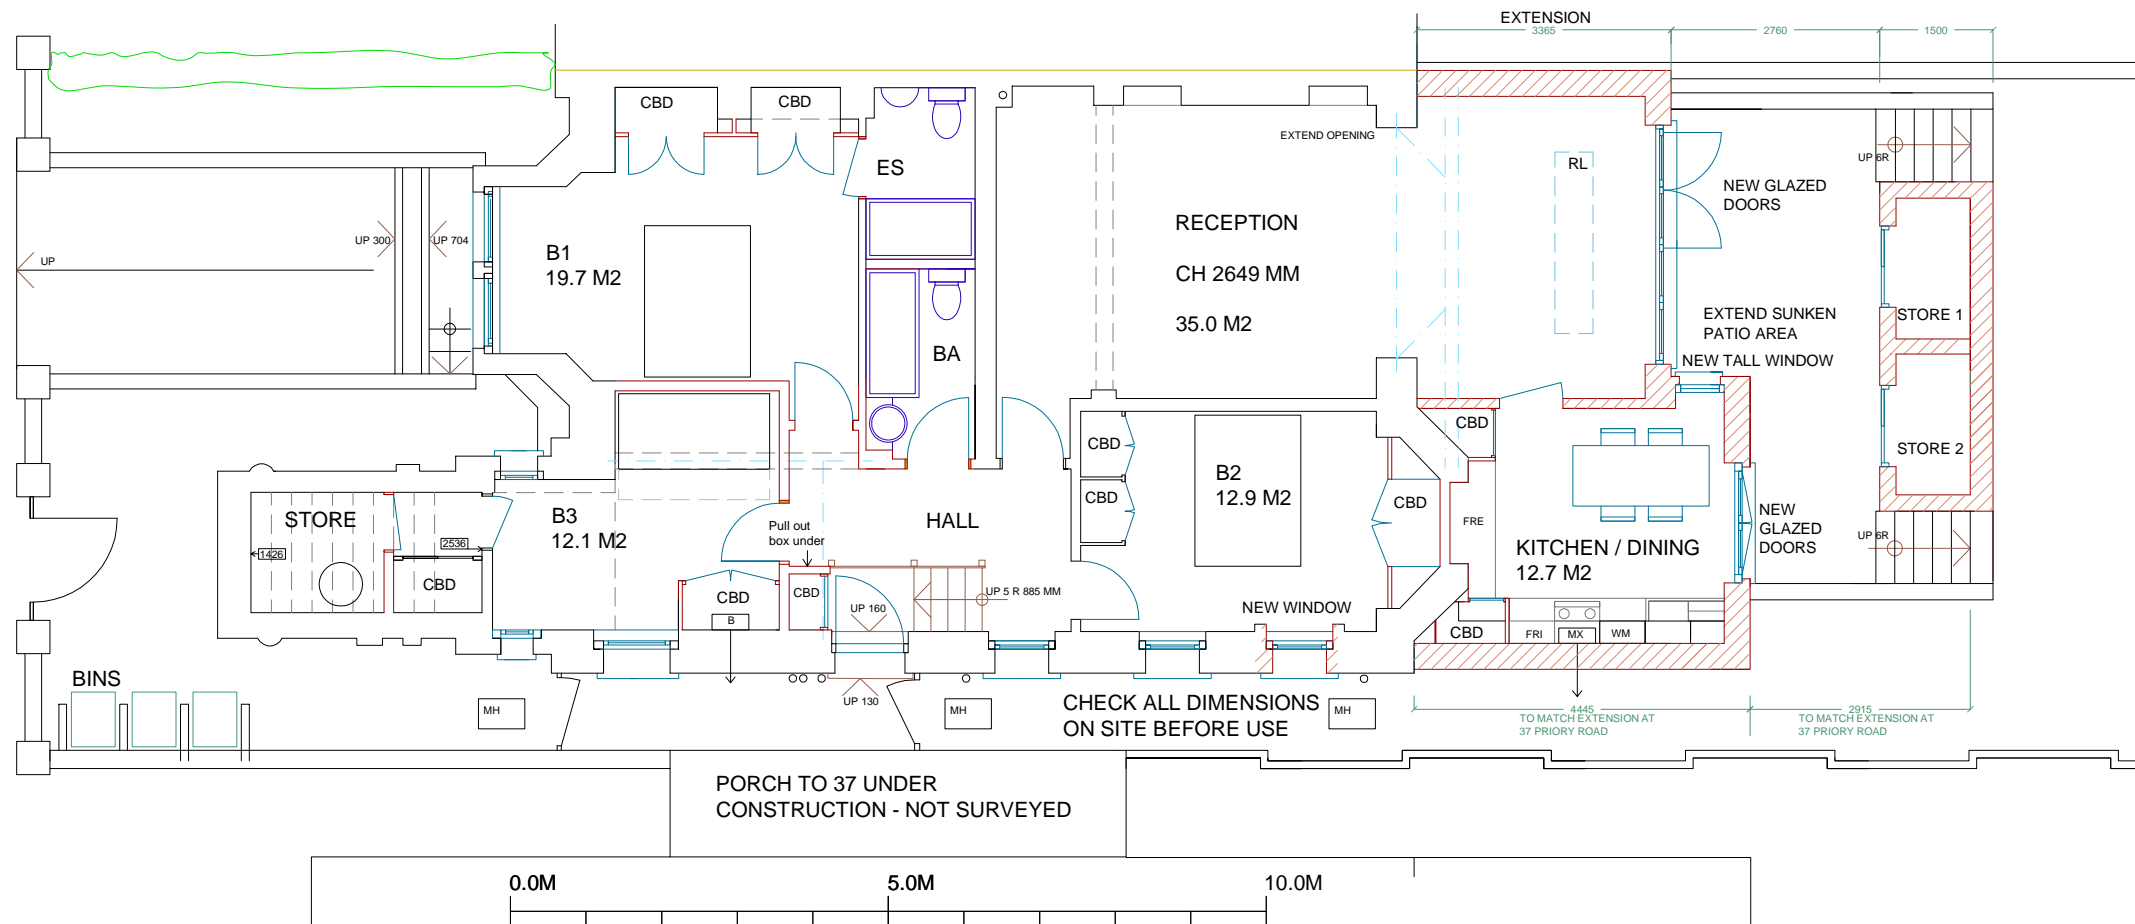 EXTENSION
3365
2760
1500
CBD
CBD
ES
EXTEND OPENING
RL
UP 6R
NEW GLAZED
DOORS
RECEPTION
CH 2649 MM
35.0 M2
UP
UP 300
UP 704
B1
19.7 M2
BA
EXTEND SUNKEN
PATIO AREA
NEW TALL WINDOW
STORE 1
STORE 2
CBD
CBD
CBD
B2
12.9 M2
CBD
STORE
1426
2536
CBD
B3
12.1 M2
Pull out
box under
HALL
FRE
NEW
GLAZED
DOORS
UP 6R
KITCHEN / DINING
12.7 M2
CBD
B
CBD
UP 160
UP 5 R 885 MM
NEW WINDOW
CBD
FRI
MX
WM
BINS
MH
UP 130
MH
CHECK ALL DIMENSIONS
ON SITE BEFORE USE
MH
4445
TO MATCH EXTENSION AT
37 PRIORY ROAD
2915
TO MATCH EXTENSION AT
37 PRIORY ROAD
PORCH TO 37 UNDER
CONSTRUCTION - NOT SURVEYED
0.0M
5.0M
10.0M